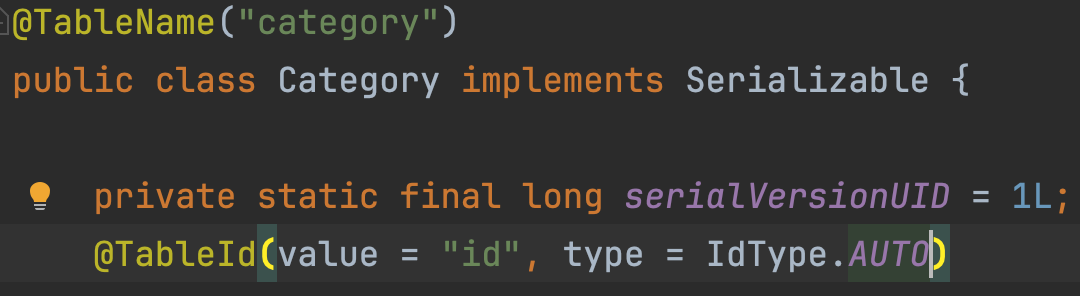 @TableName("category")
public class Category implements Serializable {
private static final long serialVersionUID = 1L;
@TableId(value = "id", type = IdType.AUTO)